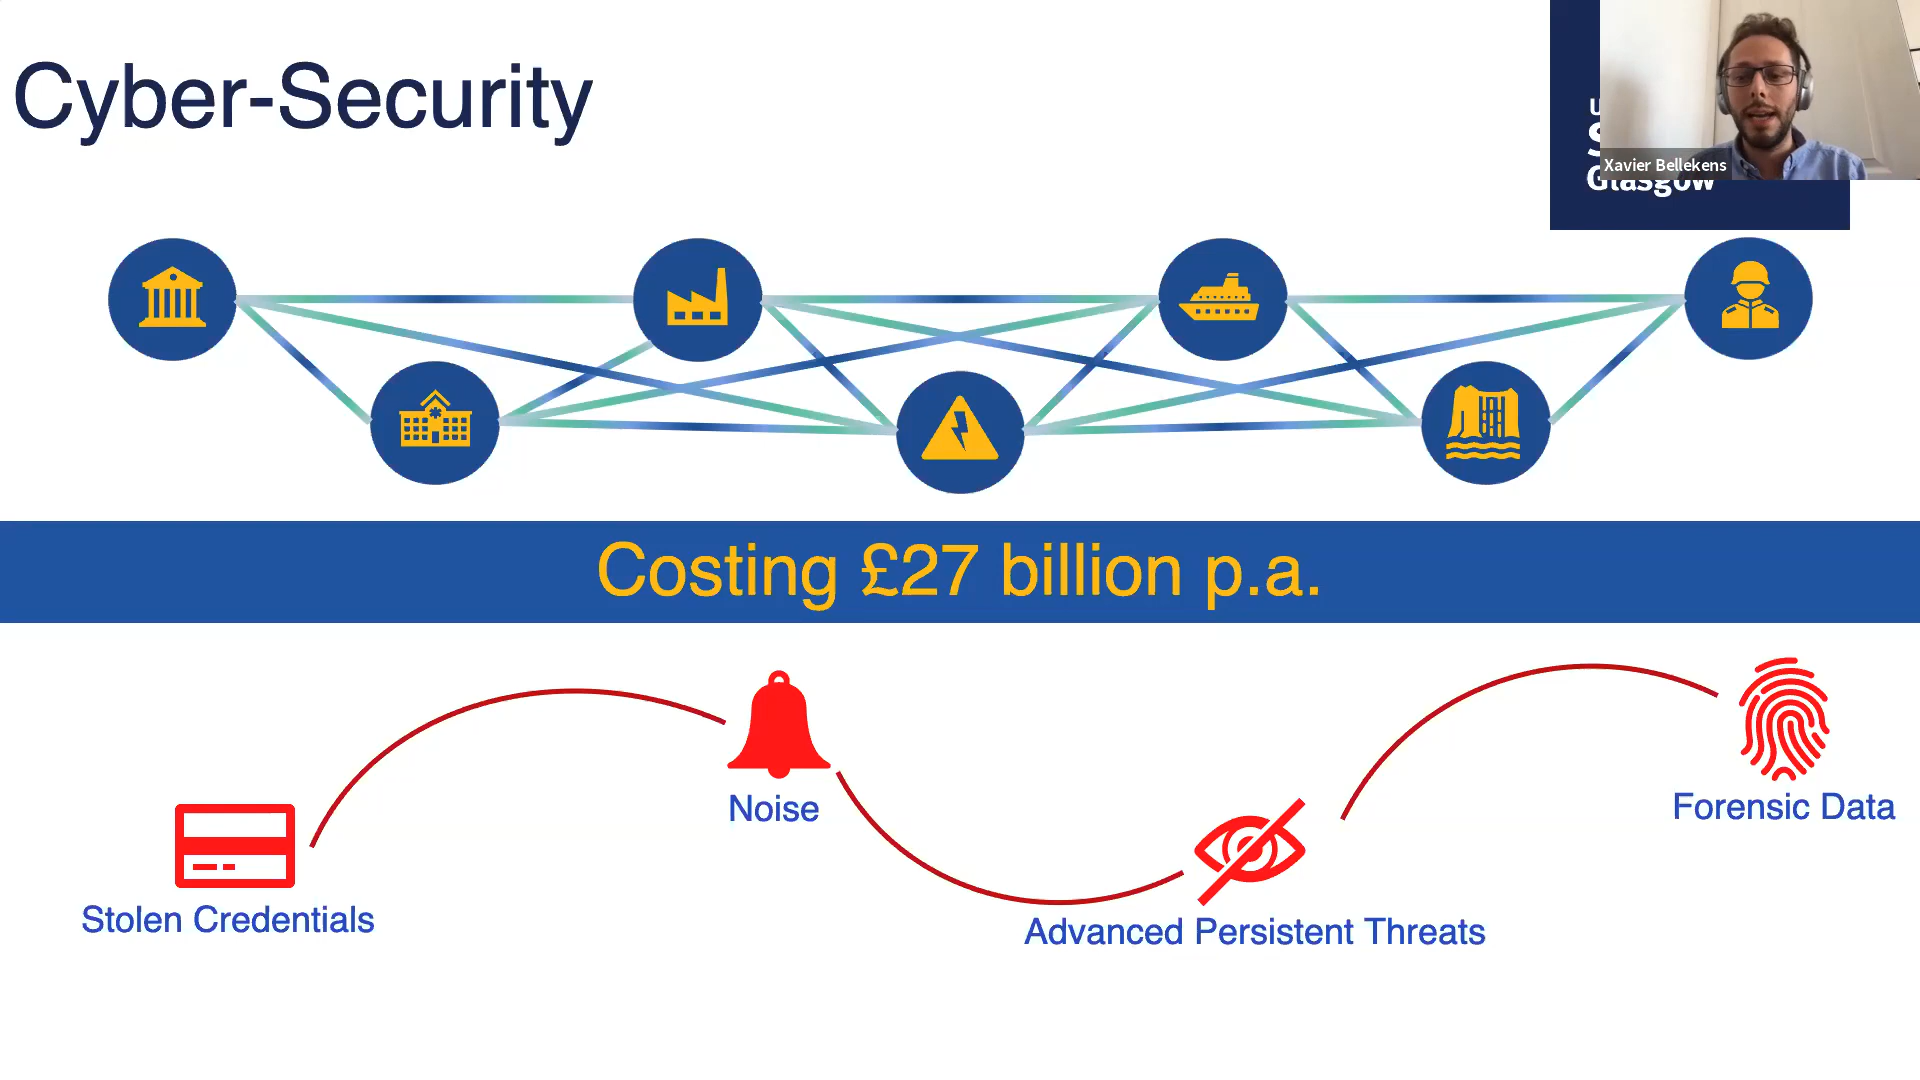 Cyber-Security
Xavier Bellekens
Glasgow
Costing £27 billion p.a.
Noise
Forensic Data
Stolen Credentials
Advanced Persistent Threats